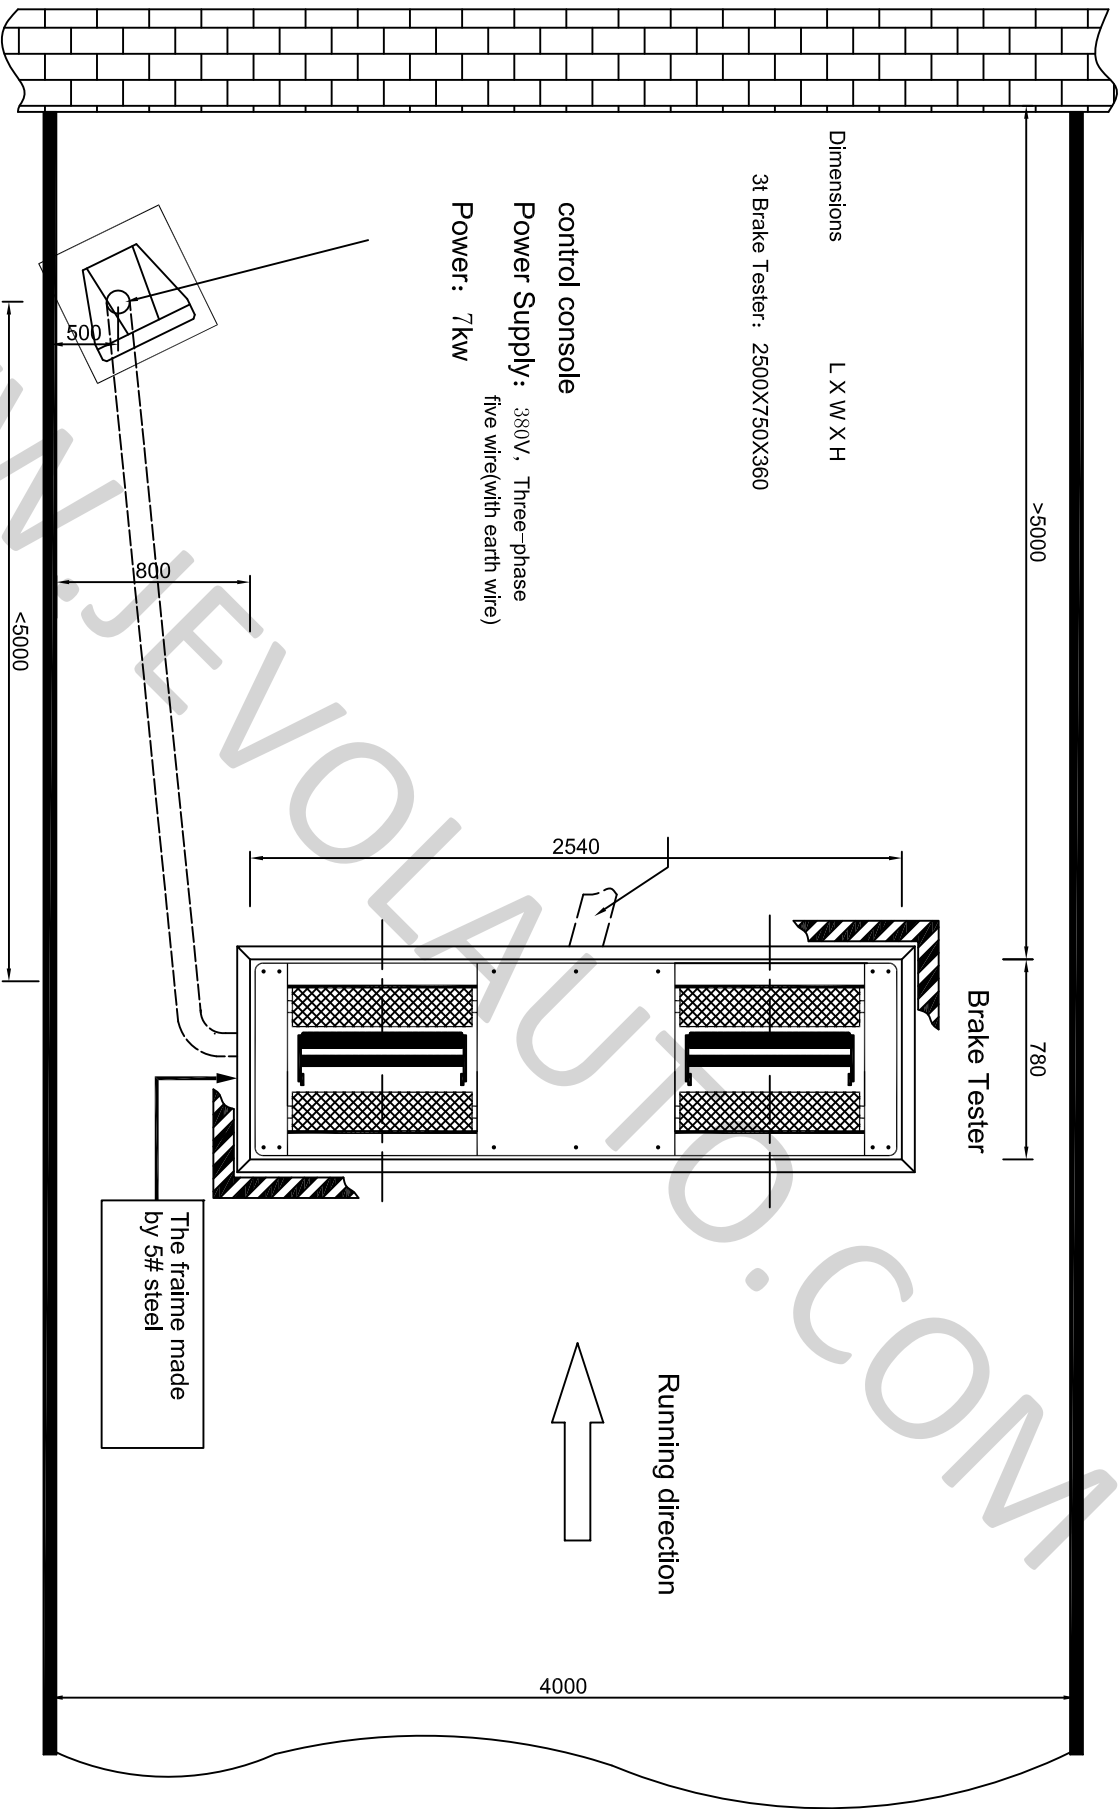 Dimensions L X W X H
3t Brake Tester: 2500X750X360
control console
Power Supply: 380V, Three-phase
five wire(with earth wire)
Power: 7kw
>5000
780
Brake Tester
2540
500
800
<5000
The fraime made
by 5# steel
Running direction
4000
W.JEVOLAUTO.COM